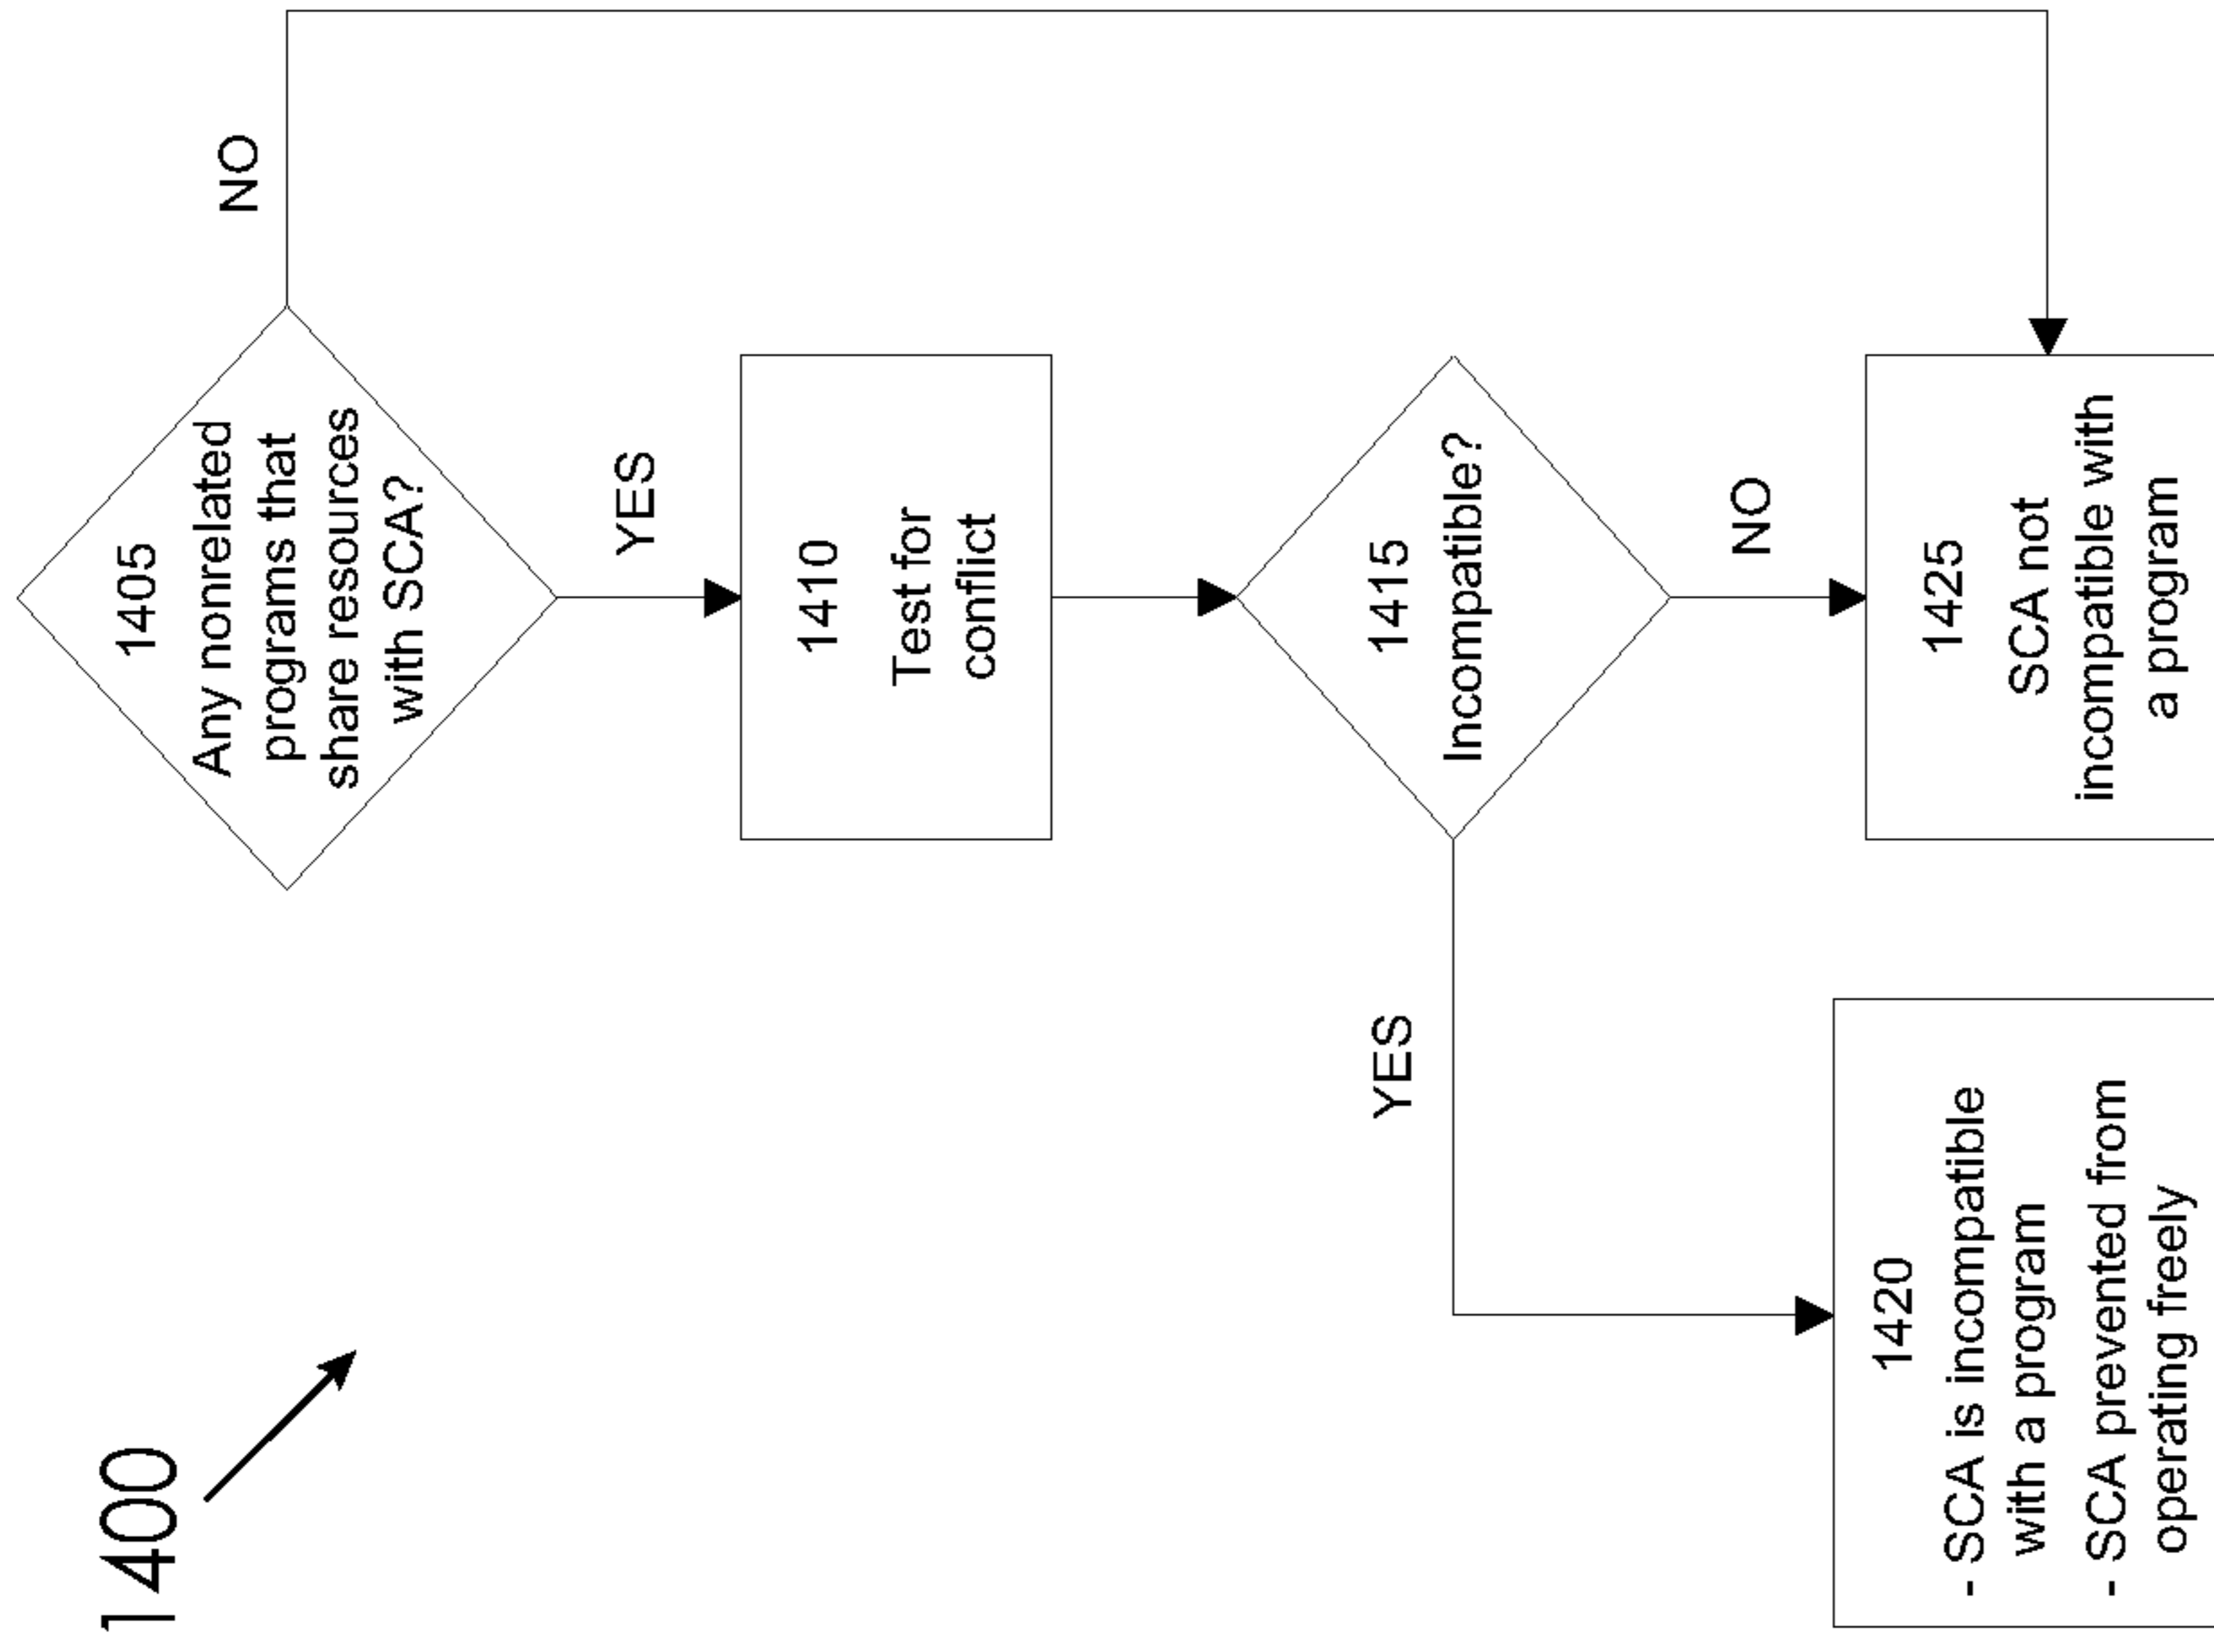 1400
1405
Any nonrelated
programs that
share resources
with SCA?
NO
YES
1410
Test for
conflict
1415
Incompatible?
YES
NO
1420
- SCA is incompatible
with a program
- SCA prevented from
operating freely
1425
SCA not
incompatible with
a program